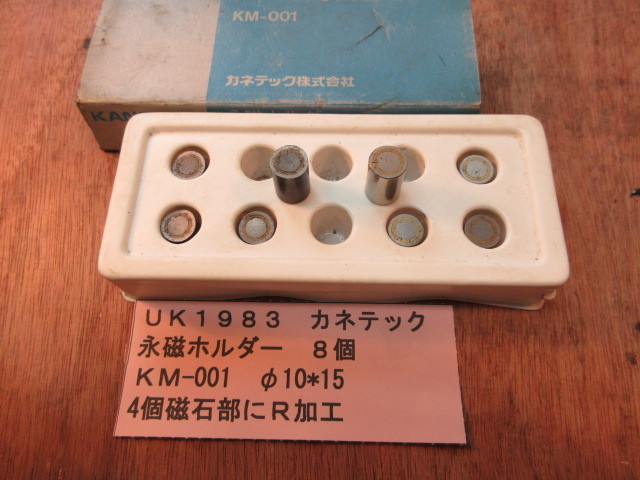 KM-001
カネテック株式会社
KAN
UK1983 カネテック
永磁ホルダー 8個
KM-001 φ10*15
4個磁石部にR加工